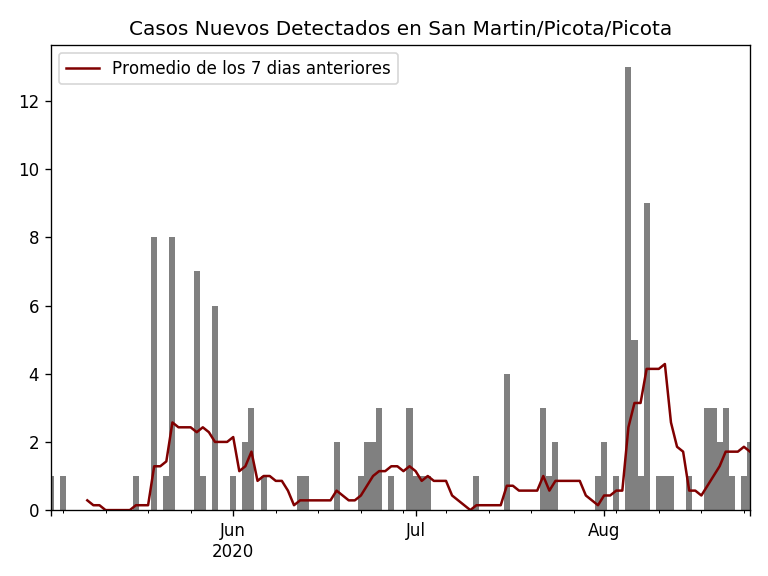 Casos Nuevos Detectados en San Martin/Picota/Picota
Promedio de los 7 dias anteriores
12
10
8
6
4
2
0
Jun
2020
Jul
Aug